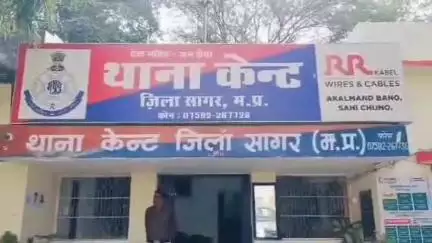 देश भक्ति - जन सेवा
थाना केन्ट
ज़िला सागर, म.प्र.
फोन : 07582-267728
RR KABEL
WIRES & CABLES
AKALMAND BANO,
SAHI CHUNO.
थाना केन्ट जिला सागर (म.प्र.)
फोन